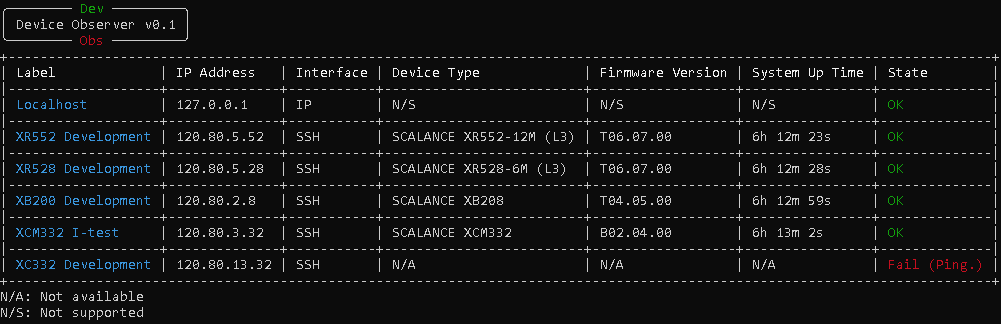 Dev
Device Observer v0.1
Obs
Label | IP Address | Interface | Device Type | Firmware Version | System Up Time | State
Localhost | 127.0.0.1 | IP | N/S | N/S | N/S | OK
XR552 Development | 120.80.5.52 | SSH | SCALANCE XR552-12M (L3) | T06.07.00 | 6h 12m 23s | OK
XR528 Development | 120.80.5.28 | SSH | SCALANCE XR528-6M (L3) | T06.07.00 | 6h 12m 28s | OK
XB200 Development | 120.80.2.8 | SSH | SCALANCE XB208 | T04.05.00 | 6h 12m 59s | OK
XCM332 I-test | 120.80.3.32 | SSH | SCALANCE XCM332 | B02.04.00 | 6h 13m 2s | OK
XC332 Development | 120.80.13.32 | SSH | N/A | N/A | N/A | Fail (Ping.)
N/A: Not available
N/S: Not supported